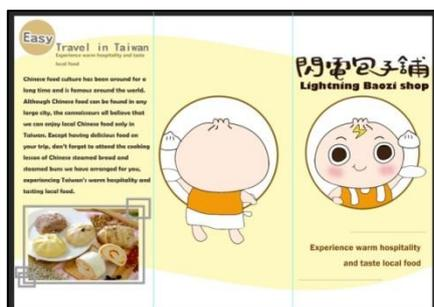 Easy
Travel in Taiwan
Experience warm hospitality and taste
local food
Chinese food culture has been around for a
long time and is famous around the world.
Although Chinese food can be found in any
large city, the connoisseurs all believe that
we can enjoy local Chinese food only in
Taiwan. Except having delicious food on
your trip, don't forget to attend the cooking
lesson of Chinese steamed bread and
steamed buns we have arranged for you,
experiencing Taiwan's warm hospitality and
tasting local food.
閃電包子舖
Lightning Baozi shop
Experience warm hospitality
and taste local food